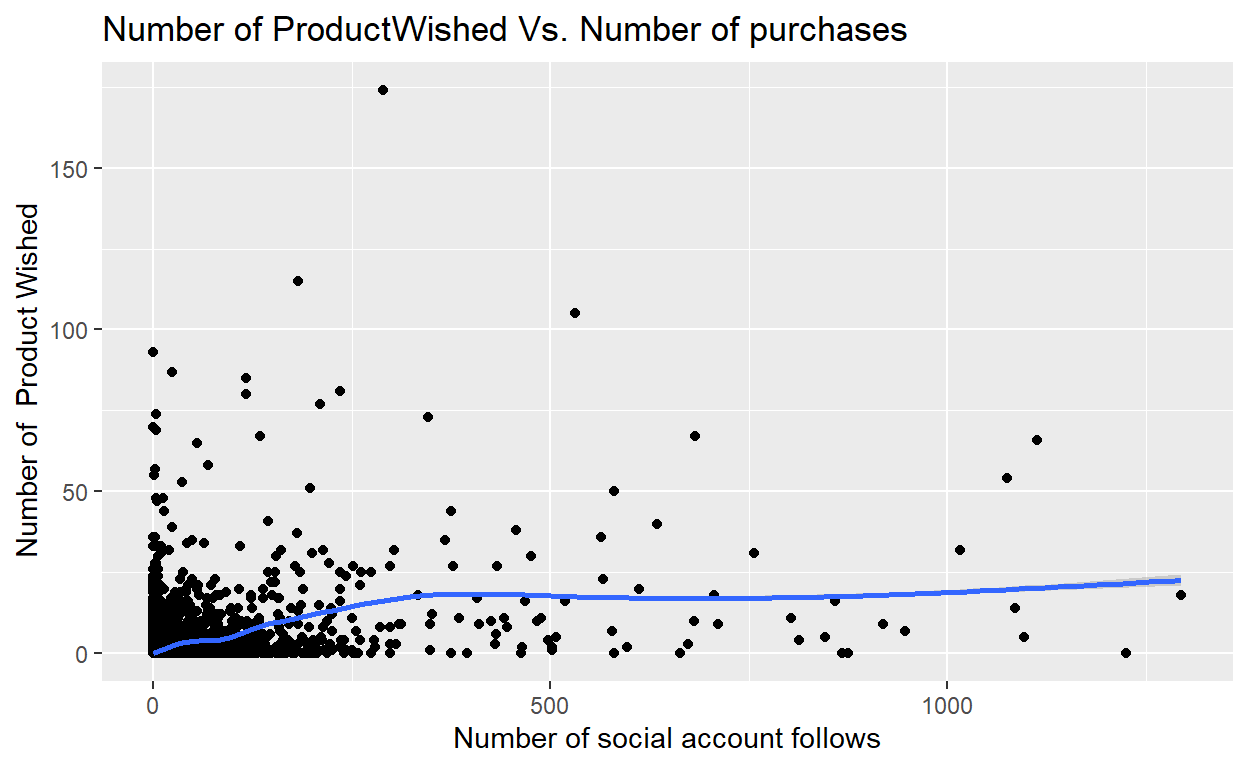 Number of ProductWished Vs. Number of purchases
Number of  Product Wished
150
100
50
0
0
500
1000
Number of social account follows